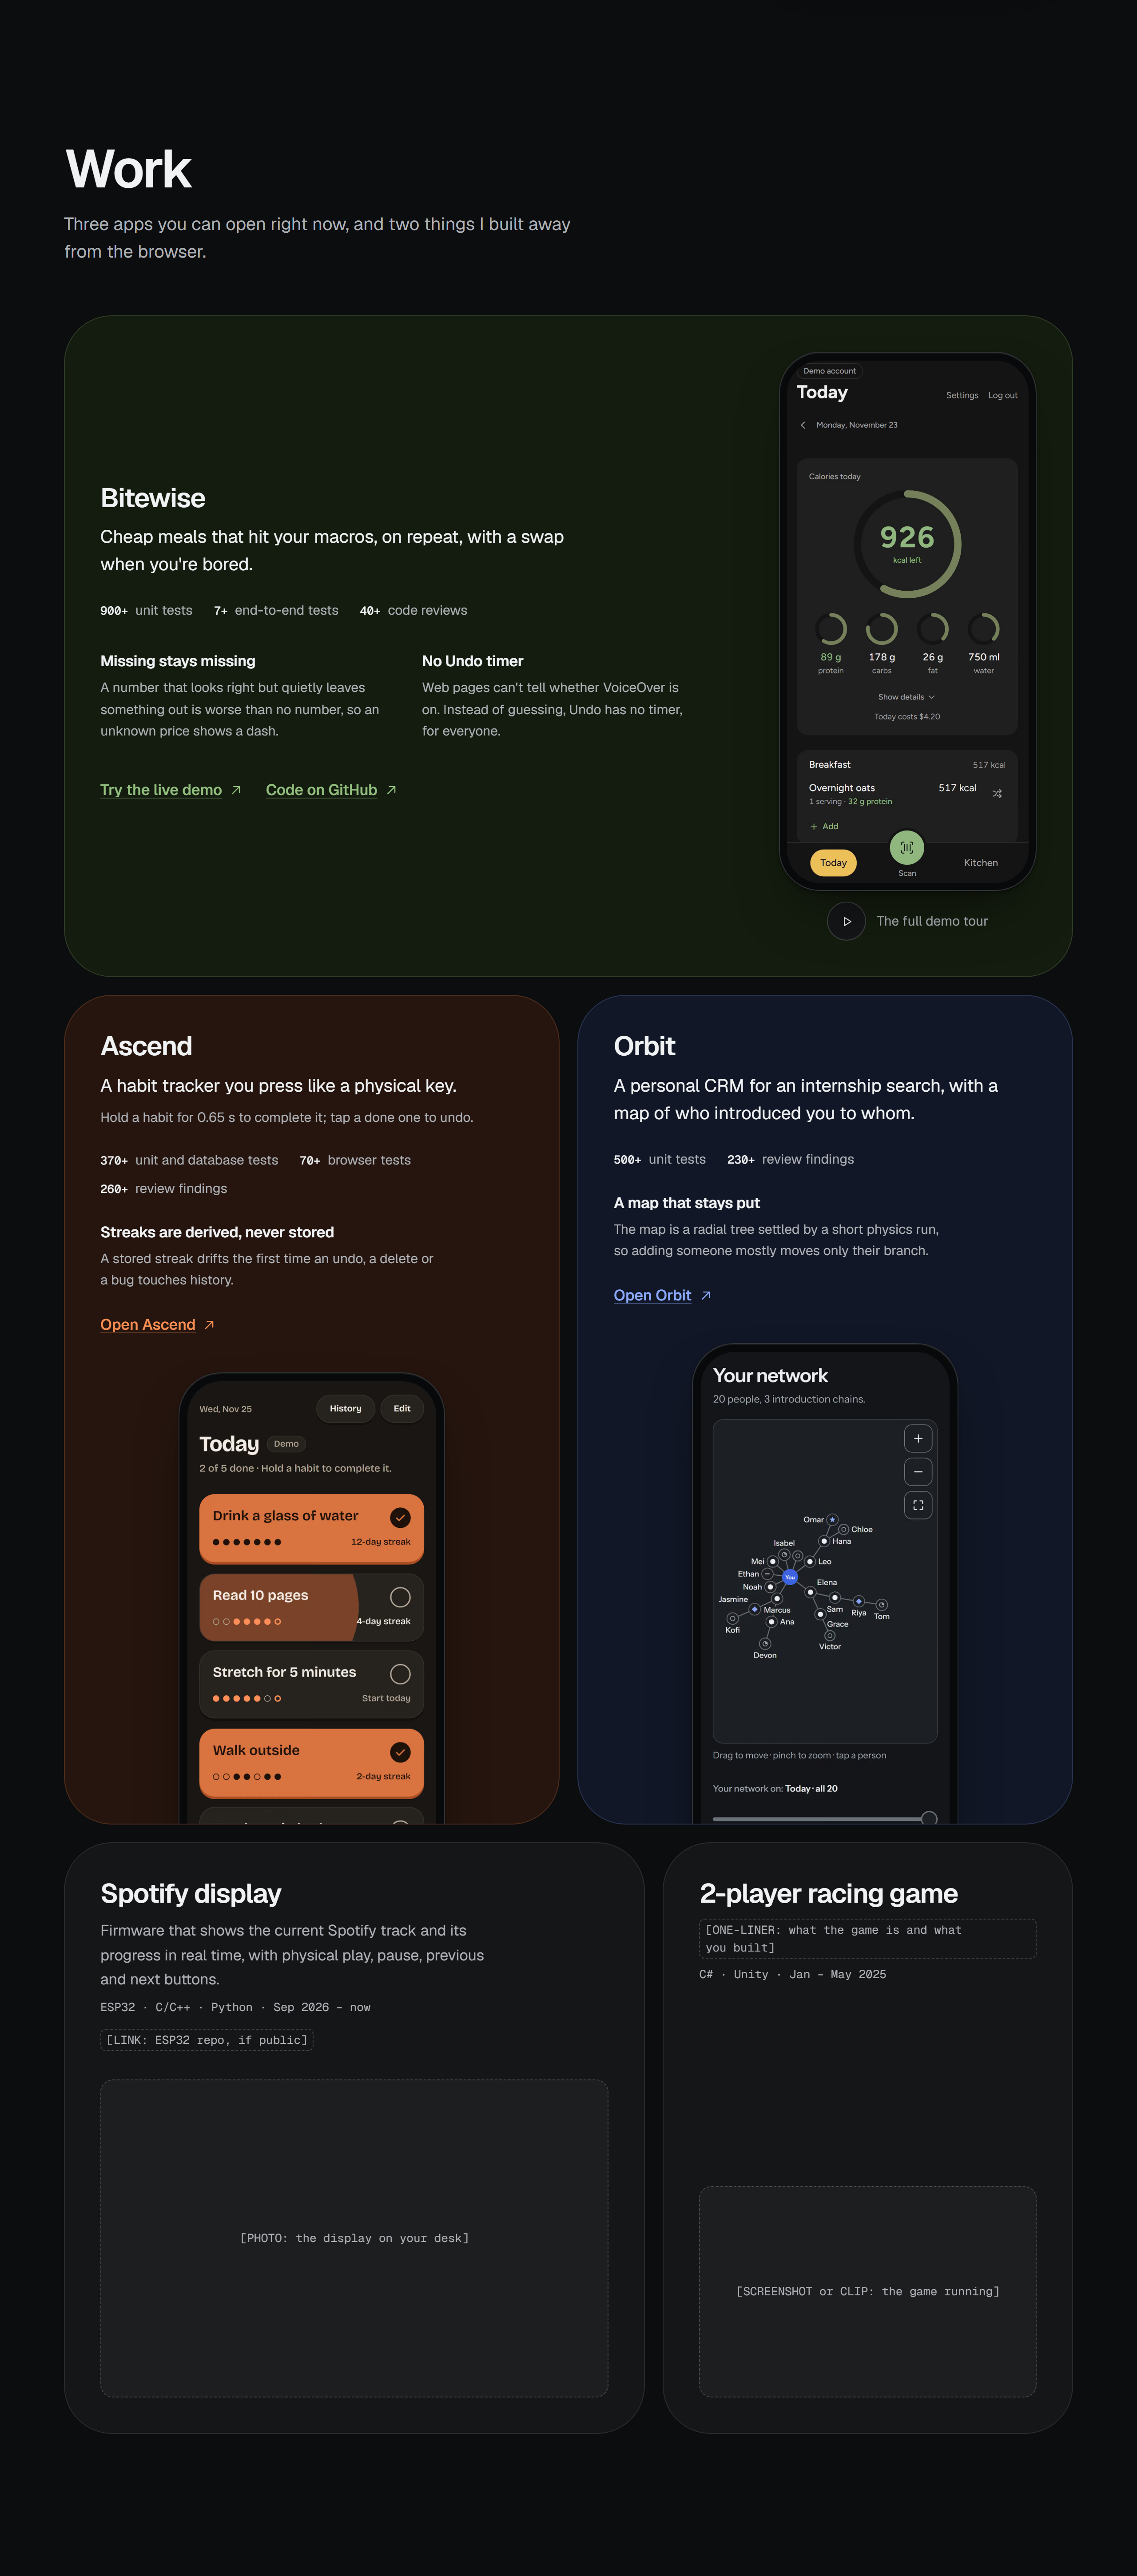 Work
Three apps you can open right now, and two things I built away
from the browser.
Bitewise
Cheap meals that hit your macros, on repeat, with a swap
when you're bored.
900+ unit tests 7+ end-to-end tests 40+ code reviews
Missing stays missing
A number that looks right but quietly leaves
something out is worse than no number, so an
unknown price shows a dash.
No Undo timer
Web pages can't tell whether VoiceOver is
on. Instead of guessing, Undo has no timer,
for everyone.
Try the live demo
Code on GitHub
Demo account
Today
Settings Log out
Monday, November 23
Calories today
926
kcal left
89 g 178 g 26 g 750 ml
protein carbs fat water
Show details
Today costs $4.20
Breakfast 517 kcal
Overnight oats 517 kcal
1 serving · 32 g protein
+ Add
Today
Scan
Kitchen
The full demo tour
Ascend
A habit tracker you press like a physical key.
Hold a habit for 0.65 s to complete it; tap a done one to undo.
370+ unit and database tests 70+ browser tests
260+ review findings
Streaks are derived, never stored
A stored streak drifts the first time an undo, a delete or
a bug touches history.
Open Ascend
Wed, Nov 25
History
Edit
Today
Demo
2 of 5 done · Hold a habit to complete it.
Drink a glass of water
12-day streak
Read 10 pages
4-day streak
Stretch for 5 minutes
Start today
Walk outside
2-day streak
Orbit
A personal CRM for an internship search, with a
map of who introduced you to whom.
500+ unit tests 230+ review findings
A map that stays put
The map is a radial tree settled by a short physics run,
so adding someone mostly moves only their branch.
Open Orbit
Your network
20 people, 3 introduction chains.
Omar
Chloe
Hana
Isabel
Mei
Leo
Ethan
You
Noah
Elena
Jasmine
Marcus
Sam
Riya
Tom
Kofi
Ana
Grace
Victor
Devon
Drag to move · pinch to zoom · tap a person
Your network on: Today · all 20
Spotify display
Firmware that shows the current Spotify track and its
progress in real time, with physical play, pause, previous
and next buttons.
ESP32 · C/C++ · Python · Sep 2026 – now
[LINK: ESP32 repo, if public]
[PHOTO: the display on your desk]
2-player racing game
[ONE-LINER: what the game is and what
you built]
C# · Unity · Jan – May 2025
[SCREENSHOT or CLIP: the game running]